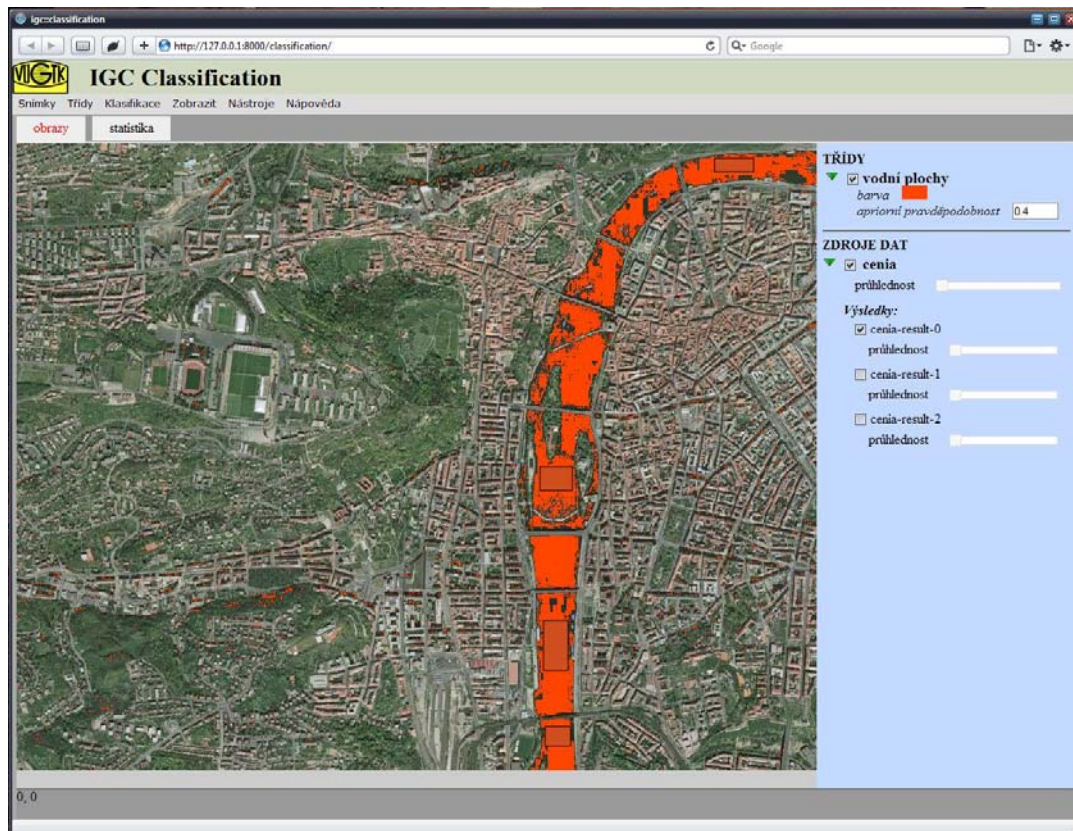 igc::classification
http://127.0.0.1:8000/classification/
Google
VÚGTK
IGC Classification
Snímky Třídy Klasifikace Zobrazit Nástroje Nápověda
obrazy statistika
TŘÍDY
vodní plochy
barva
apriorní pravděpodobnost 0.4
ZDROJE DAT
cenia
průhlednost
Výsledky:
cenia-result-0
průhlednost
cenia-result-1
průhlednost
cenia-result-2
průhlednost
0, 0